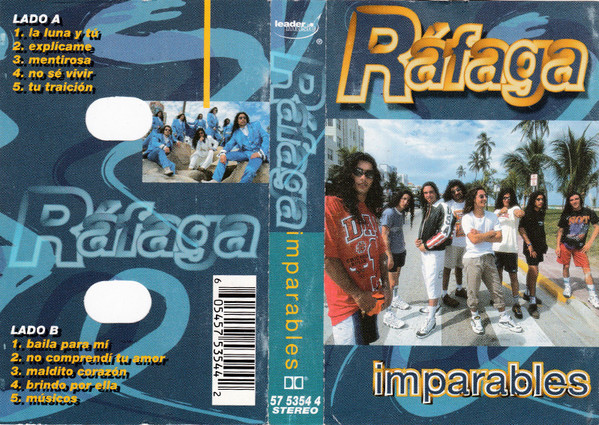 LADO A
1. la luna y tú
2. explícame
3. mentirosa
4. no sé vivir
5. tu traición
Ráfaga
LADO B
1. baila para mí
2. no comprendí tu amor
3. maldito corazón
4. brindo por ella
5. músicos
6 05457 53544 2
leader
®
Ráfaga
imparables
57 5354 4
STEREO
Ráfaga
imparables